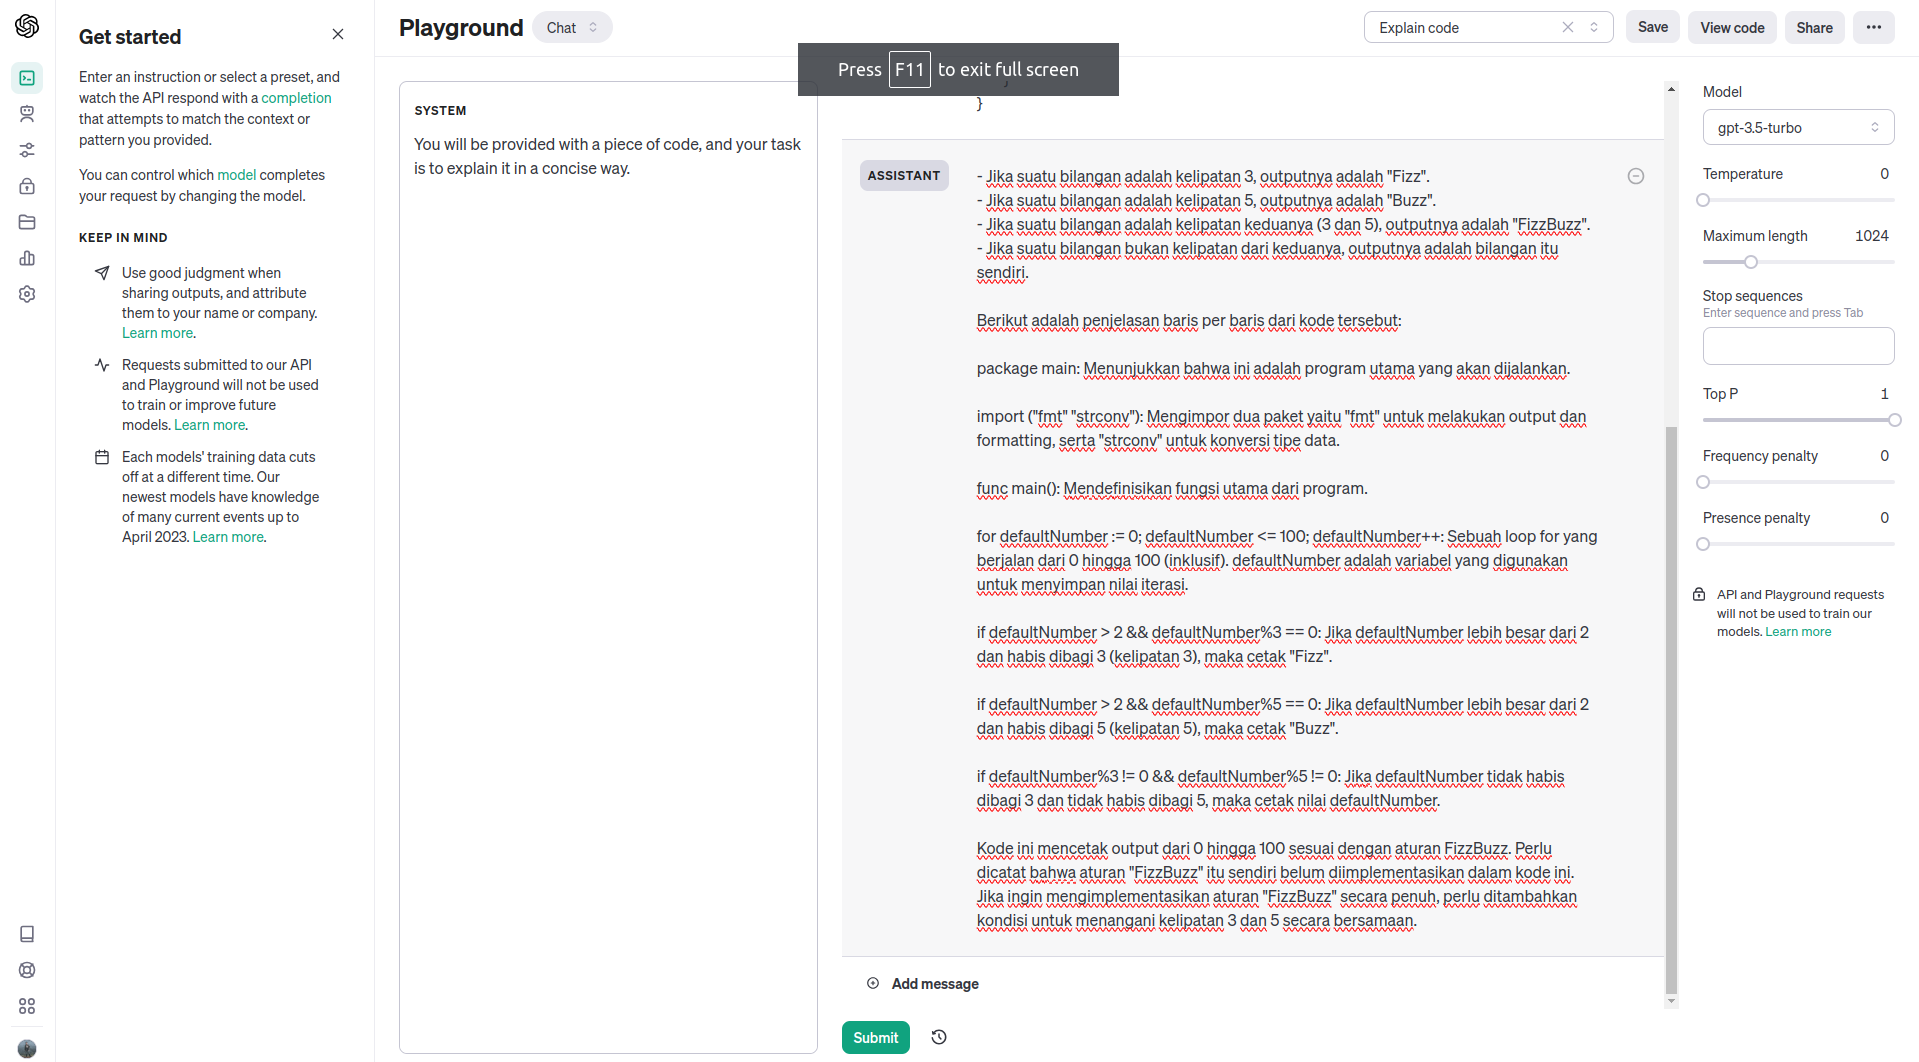 Get started
Enter an instruction or select a preset, and
watch the API respond with a completion
that attempts to match the context or
pattern you provided.
You can control which model completes
your request by changing the model.
KEEP IN MIND
Use good judgment when
sharing outputs, and attribute
them to your name or company.
Learn more.
Requests submitted to our API
and Playground will not be used
to train or improve future
models. Learn more.
Each models' training data cuts
off at a different time. Our
newest models have knowledge
of many current events up to
April 2023. Learn more.
Playground
Chat
Explain code
Save
View code
Share
Press F11 to exit full screen
SYSTEM
You will be provided with a piece of code, and your task
is to explain it in a concise way.
}
ASSISTANT
- Jika suatu bilangan adalah kelipatan 3, outputnya adalah "Fizz".
- Jika suatu bilangan adalah kelipatan 5, outputnya adalah "Buzz".
- Jika suatu bilangan adalah kelipatan keduanya (3 dan 5), outputnya adalah "FizzBuzz".
- Jika suatu bilangan bukan kelipatan dari keduanya, outputnya adalah bilangan itu
sendiri.
Berikut adalah penjelasan baris per baris dari kode tersebut:
package main: Menunjukkan bahwa ini adalah program utama yang akan dijalankan.
import ("fmt" "strconv"): Mengimpor dua paket yaitu "fmt" untuk melakukan output dan
formatting, serta "strconv" untuk konversi tipe data.
func main(): Mendefinisikan fungsi utama dari program.
for defaultNumber := 0; defaultNumber <= 100; defaultNumber++: Sebuah loop for yang
berjalan dari 0 hingga 100 (inklusif). defaultNumber adalah variabel yang digunakan
untuk menyimpan nilai iterasi.
if defaultNumber > 2 && defaultNumber%3 == 0: Jika defaultNumber lebih besar dari 2
dan habis dibagi 3 (kelipatan 3), maka cetak "Fizz".
if defaultNumber > 2 && defaultNumber%5 == 0: Jika defaultNumber lebih besar dari 2
dan habis dibagi 5 (kelipatan 5), maka cetak "Buzz".
if defaultNumber%3 != 0 && defaultNumber%5 != 0: Jika defaultNumber tidak habis
dibagi 3 dan tidak habis dibagi 5, maka cetak nilai defaultNumber.
Kode ini mencetak output dari 0 hingga 100 sesuai dengan aturan FizzBuzz. Perlu
dicatat bahwa aturan "FizzBuzz" itu sendiri belum diimplementasikan dalam kode ini.
Jika ingin mengimplementasikan aturan "FizzBuzz" secara penuh, perlu ditambahkan
kondisi untuk menangani kelipatan 3 dan 5 secara bersamaan.
Add message
Submit
Model
gpt-3.5-turbo
Temperature 0
Maximum length 1024
Stop sequences
Enter sequence and press Tab
Top P 1
Frequency penalty 0
Presence penalty 0
API and Playground requests
will not be used to train our
models. Learn more